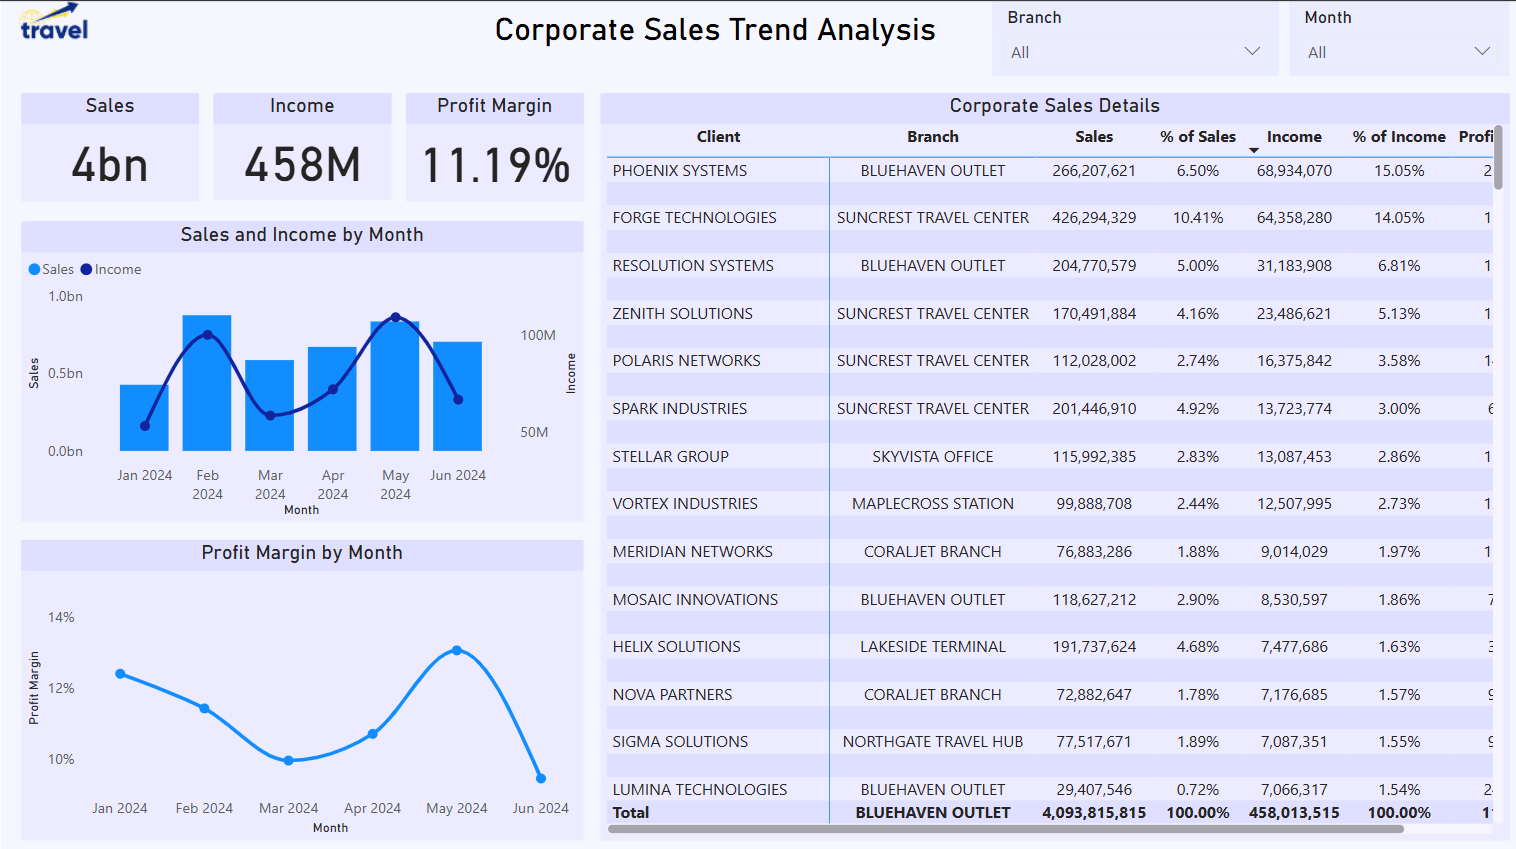 travel
Corporate Sales Trend Analysis
Branch
All
Month
All
Sales
4bn
Income
458M
Profit Margin
11.19%
Sales and Income by Month
Sales Income
1.0bn
0.5bn
0.0bn
Sales
100M
50M
Income
Jan 2024 Feb 2024 Mar 2024 Apr 2024 May 2024 Jun 2024
Month
Profit Margin by Month
14%
12%
10%
Profit Margin
Jan 2024 Feb 2024 Mar 2024 Apr 2024 May 2024 Jun 2024
Month
Corporate Sales Details
Client Branch Sales % of Sales Income % of Income Profi
PHOENIX SYSTEMS BLUEHAVEN OUTLET 266,207,621 6.50% 68,934,070 15.05% 2
FORGE TECHNOLOGIES SUNCREST TRAVEL CENTER 426,294,329 10.41% 64,358,280 14.05% 1
RESOLUTION SYSTEMS BLUEHAVEN OUTLET 204,770,579 5.00% 31,183,908 6.81% 1
ZENITH SOLUTIONS SUNCREST TRAVEL CENTER 170,491,884 4.16% 23,486,621 5.13% 1
POLARIS NETWORKS SUNCREST TRAVEL CENTER 112,028,002 2.74% 16,375,842 3.58% 1
SPARK INDUSTRIES SUNCREST TRAVEL CENTER 201,446,910 4.92% 13,723,774 3.00% 6
STELLAR GROUP SKYVISTA OFFICE 115,992,385 2.83% 13,087,453 2.86% 1
VORTEX INDUSTRIES MAPLECROSS STATION 99,888,708 2.44% 12,507,995 2.73% 1
MERIDIAN NETWORKS CORALJET BRANCH 76,883,286 1.88% 9,014,029 1.97% 1
MOSAIC INNOVATIONS BLUEHAVEN OUTLET 118,627,212 2.90% 8,530,597 1.86% 7
HELIX SOLUTIONS LAKESIDE TERMINAL 191,737,624 4.68% 7,477,686 1.63% 3
NOVA PARTNERS CORALJET BRANCH 72,882,647 1.78% 7,176,685 1.57% 9
SIGMA SOLUTIONS NORTHGATE TRAVEL HUB 77,517,671 1.89% 7,087,351 1.55% 9
LUMINA TECHNOLOGIES BLUEHAVEN OUTLET 29,407,546 0.72% 7,066,317 1.54% 2
Total BLUEHAVEN OUTLET 4,093,815,815 100.00% 458,013,515 100.00% 1